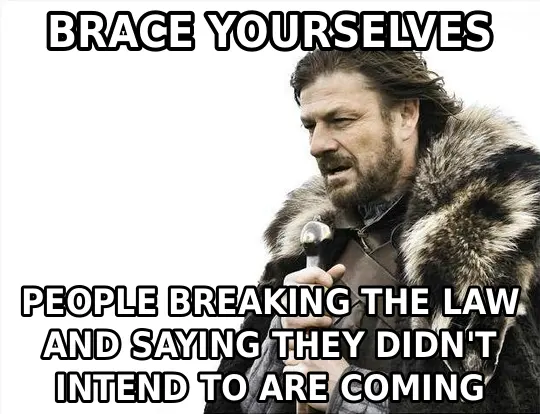 BRACE YOURSELVES
PEOPLE BREAKING THE LAW
AND SAYING THEY DIDN'T
INTEND TO ARE COMING